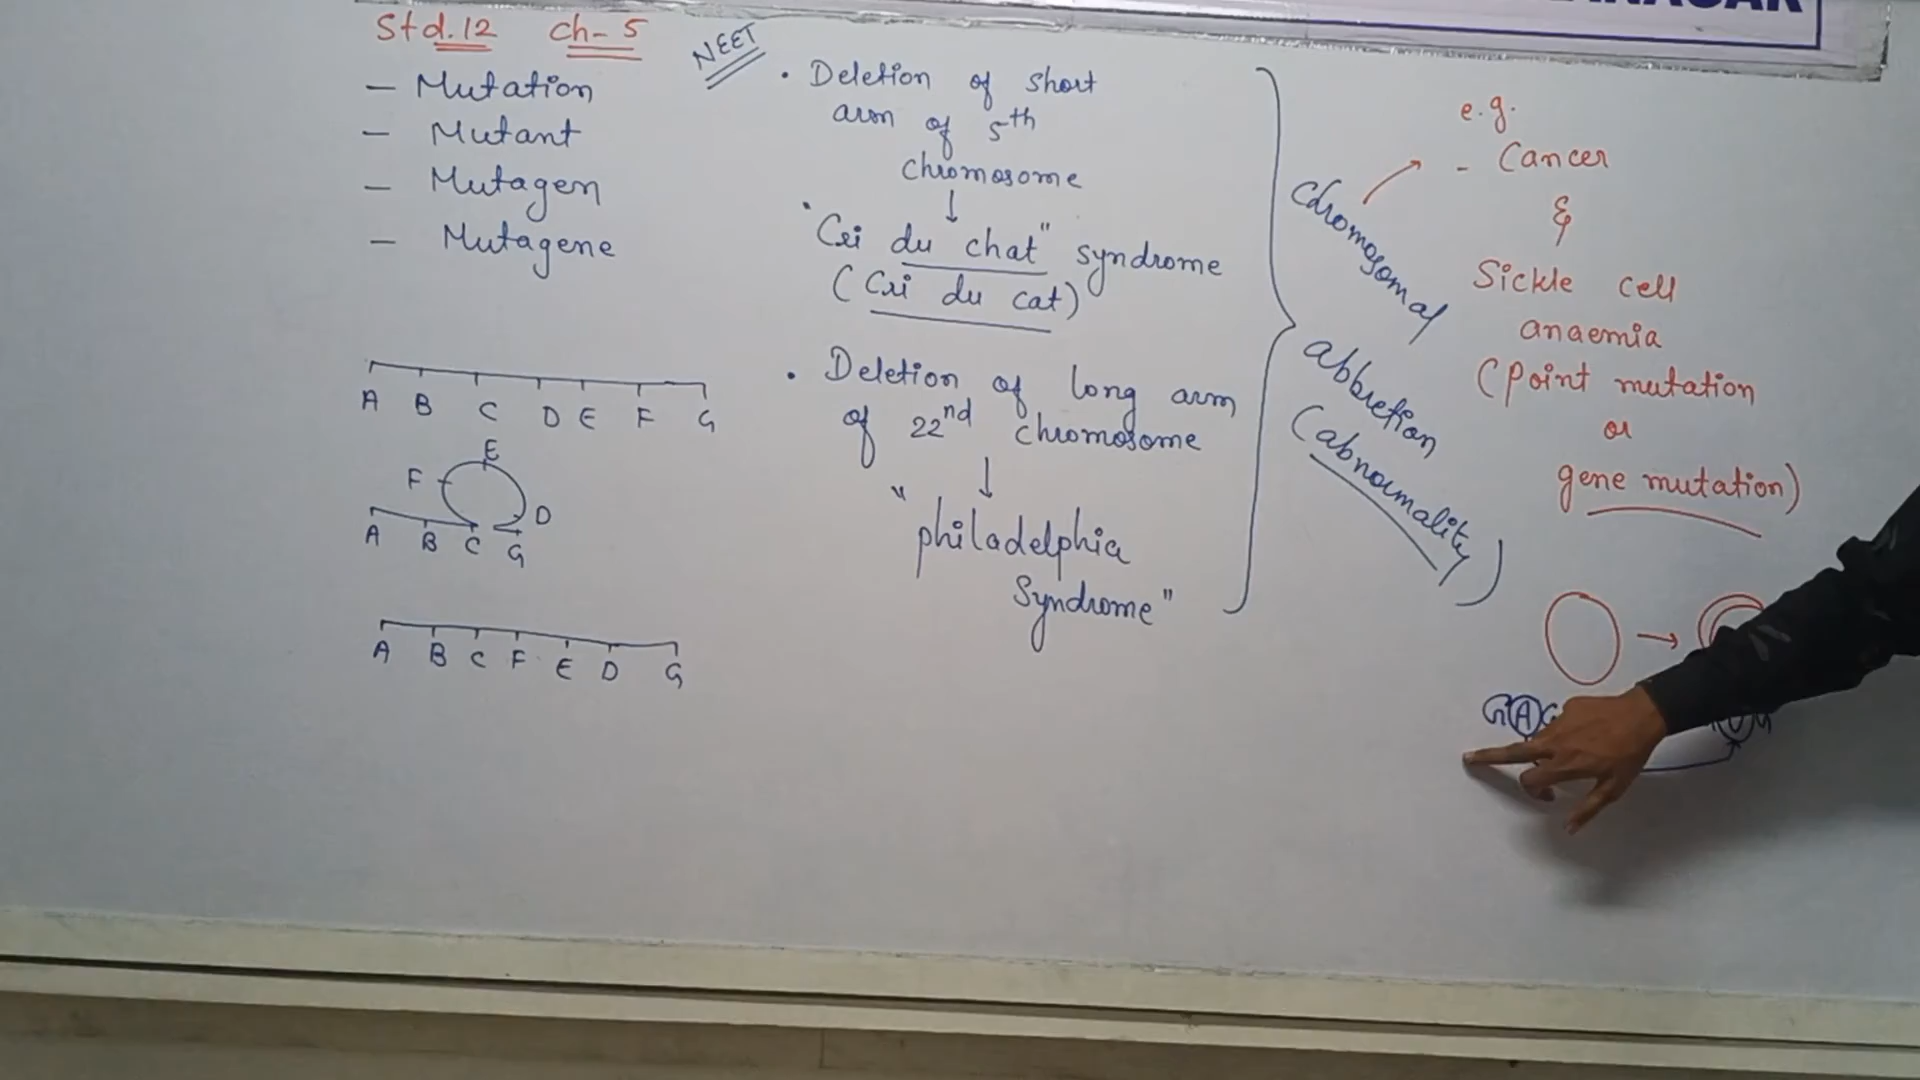 Std.12 Ch-5
- Mutation
- Mutant
- Mutagen
- Mutagene
NEET
• Deletion of short
arm of 5th
chromosome
↓
"Cri du chat" syndrome
(Cri du cat)
• Deletion of long arm
of 22nd chromosome
↓
"philadelphia
Syndrome"
Chromosomal
abbretion
(abnormality)
e.g.
- Cancer
&
Sickle cell
anaemia
(Point mutation
or
gene mutation)
A B C D E F G
E
F
D
A B C G
A B C F E D G
GAG